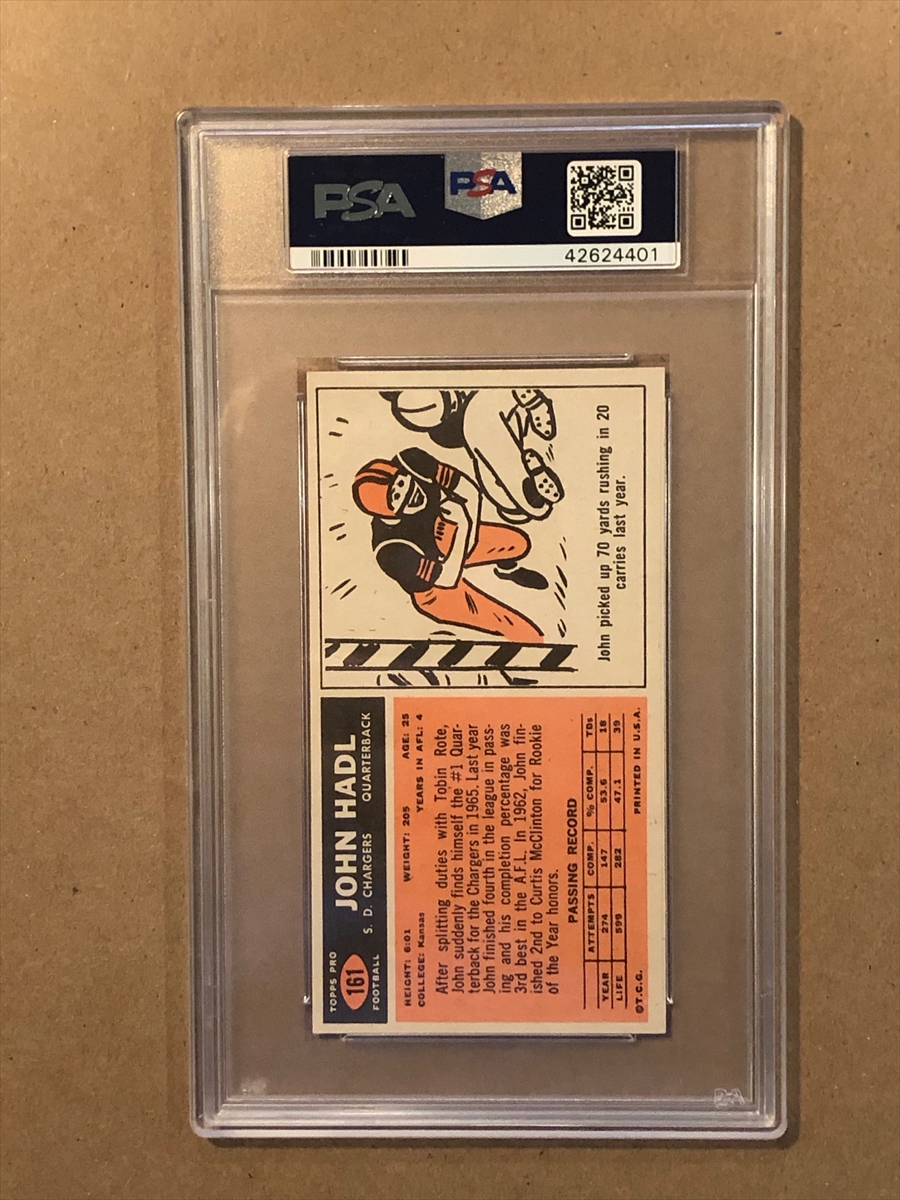 PSA
PSA
42624401
TOPPS PRO
161
FOOTBALL
JOHN HADL
S. D. CHARGERS QUARTERBACK
HEIGHT: 6:01 WEIGHT: 205 AGE: 25
COLLEGE: Kansas YEARS IN AFL: 4
After splitting duties with Tobin Rote,
John suddenly finds himself the #1 Quar-
terback for the Chargers in 1965. Last year
John finished fourth in the league in pass-
ing and his completion percentage was
3rd best in the A.F.L. In 1962, John fin-
ished 2nd to Curtis McClinton for Rookie
of the Year honors.
PASSING RECORD
ATTEMPTS COMP. % COMP. TDs
YEAR 274 147 53.6 18
LIFE 599 282 47.1 39
©T.C.G. PRINTED IN U.S.A.
John picked up 70 yards rushing in 20
carries last year.
PSA